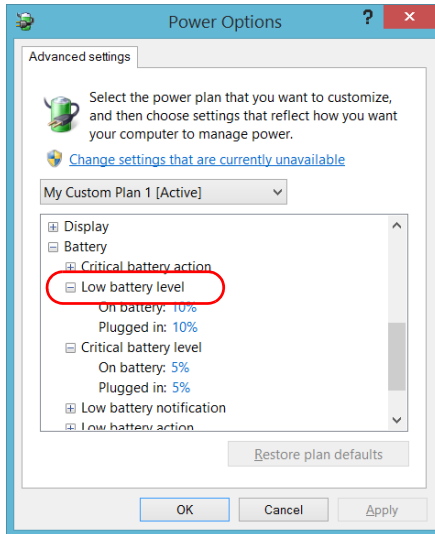 Power Options
?
×
Advanced settings
Select the power plan that you want to customize,
and then choose settings that reflect how you want
your computer to manage power.
Change settings that are currently unavailable
My Custom Plan 1 [Active]
Display
Battery
Critical battery action
Low battery level
On battery: 10%
Plugged in: 10%
Critical battery level
On battery: 5%
Plugged in: 5%
Low battery notification
Low battery action
Restore plan defaults
OK
Cancel
Apply